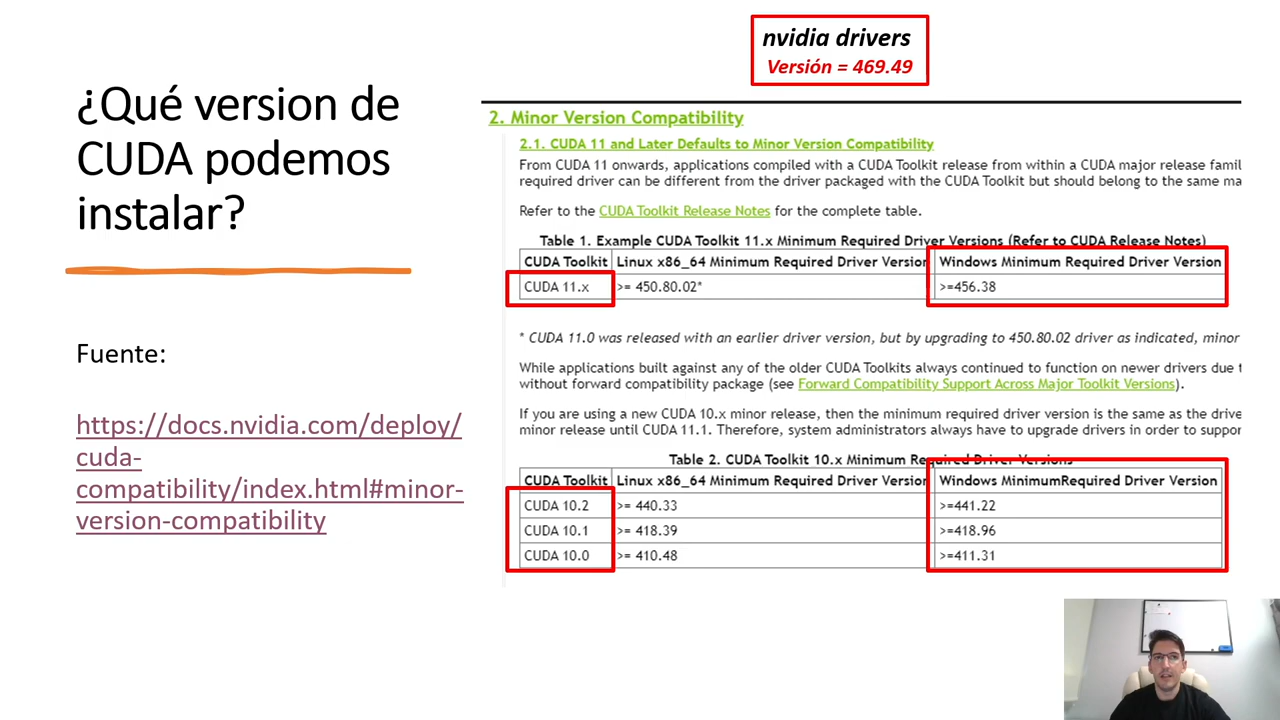 nvidia drivers
Versión = 469.49
¿Qué version de
CUDA podemos
instalar?
Fuente:
https://docs.nvidia.com/deploy/
cuda-
compatibility/index.html#minor-
version-compatibility
2. Minor Version Compatibility
2.1. CUDA 11 and Later Defaults to Minor Version Compatibility
From CUDA 11 onwards, applications compiled with a CUDA Toolkit release from within a CUDA major release famil
required driver can be different from the driver packaged with the CUDA Toolkit but should belong to the same ma
Refer to the CUDA Toolkit Release Notes for the complete table.
Table 1. Example CUDA Toolkit 11.x Minimum Required Driver Versions (Refer to CUDA Release Notes)
CUDA Toolkit Linux x86_64 Minimum Required Driver Version Windows Minimum Required Driver Version
CUDA 11.x >= 450.80.02* >=456.38
* CUDA 11.0 was released with an earlier driver version, but by upgrading to 450.80.02 driver as indicated, minor
While applications built against any of the older CUDA Toolkits always continued to function on newer drivers due t
without forward compatibility package (see Forward Compatibility Support Across Major Toolkit Versions).
If you are using a new CUDA 10.x minor release, then the minimum required driver version is the same as the drive
minor release until CUDA 11.1. Therefore, system administrators always have to upgrade drivers in order to suppor
Table 2. CUDA Toolkit 10.x Minimum Required Driver Versions
CUDA Toolkit Linux x86_64 Minimum Required Driver Version Windows MinimumRequired Driver Version
CUDA 10.2 >= 440.33 >=441.22
CUDA 10.1 >= 418.39 >=418.96
CUDA 10.0 >= 410.48 >=411.31